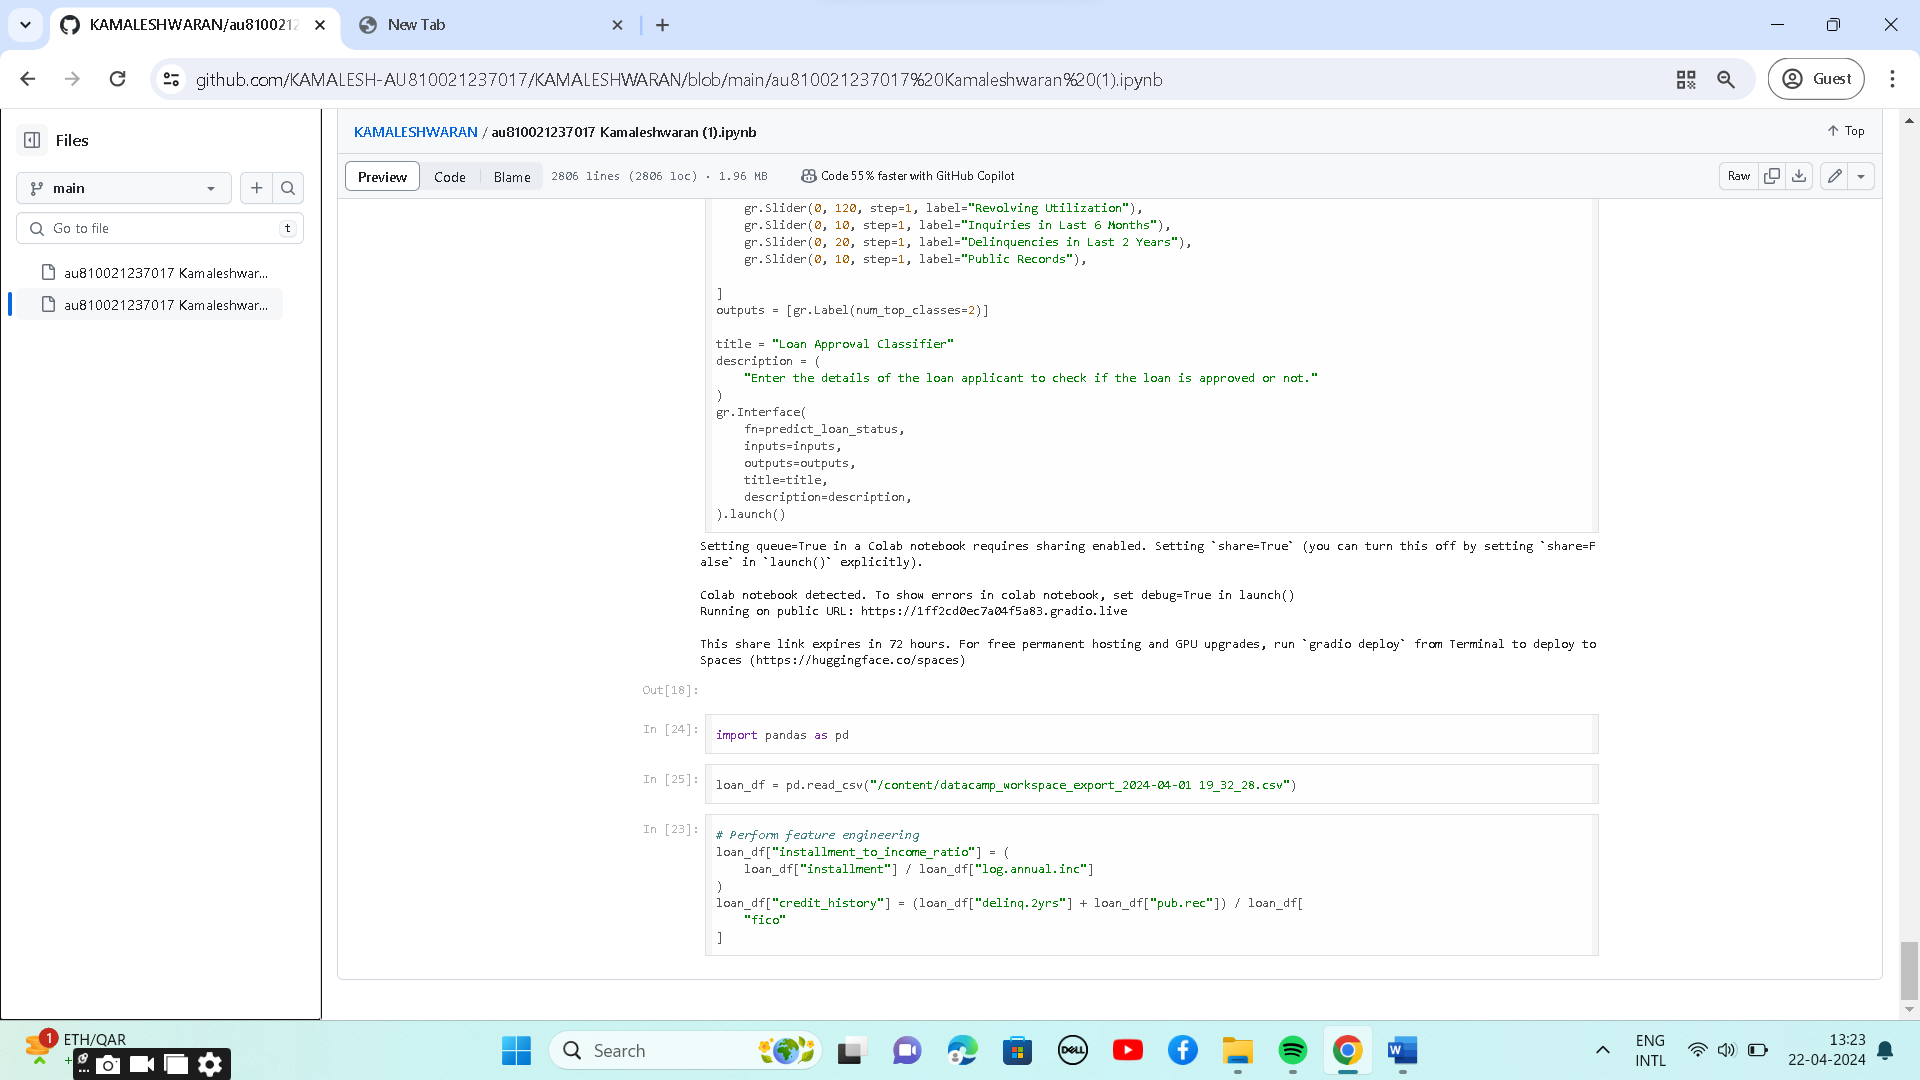 KAMALESHWARAN/au8100212
New Tab
github.com/KAMALESH-AU810021237017/KAMALESHWARAN/blob/main/au810021237017%20Kamaleshwaran%20(1).ipynb
Guest
Files
main
Go to file
t
au810021237017 Kamaleshwar...
au810021237017 Kamaleshwar...
KAMALESHWARAN / au810021237017 Kamaleshwaran (1).ipynb
Top
Preview
Code
Blame
2806 lines (2806 loc) · 1.96 MB
Code 55% faster with GitHub Copilot
Raw
gr.Slider(0, 120, step=1, label="Revolving Utilization"),
gr.Slider(0, 10, step=1, label="Inquiries in Last 6 Months"),
gr.Slider(0, 20, step=1, label="Delinquencies in Last 2 Years"),
gr.Slider(0, 10, step=1, label="Public Records"),
]
outputs = [gr.Label(num_top_classes=2)]
title = "Loan Approval Classifier"
description = (
"Enter the details of the loan applicant to check if the loan is approved or not."
)
gr.Interface(
fn=predict_loan_status,
inputs=inputs,
outputs=outputs,
title=title,
description=description,
).launch()
Setting queue=True in a Colab notebook requires sharing enabled. Setting `share=True` (you can turn this off by setting `share=F
alse` in `launch()` explicitly).
Colab notebook detected. To show errors in colab notebook, set debug=True in launch()
Running on public URL: https://1ff2cd0ec7a04f5a83.gradio.live
This share link expires in 72 hours. For free permanent hosting and GPU upgrades, run `gradio deploy` from Terminal to deploy to
Spaces (https://huggingface.co/spaces)
Out[18]:
In [24]:
import pandas as pd
In [25]:
loan_df = pd.read_csv("/content/datacamp_workspace_export_2024-04-01 19_32_28.csv")
In [23]:
# Perform feature engineering
loan_df["installment_to_income_ratio"] = (
loan_df["installment"] / loan_df["log.annual.inc"]
)
loan_df["credit_history"] = (loan_df["delinq.2yrs"] + loan_df["pub.rec"]) / loan_df[
"fico"
]
1
ETH/QAR
Search
DELL
ENG
INTL
13:23
22-04-2024